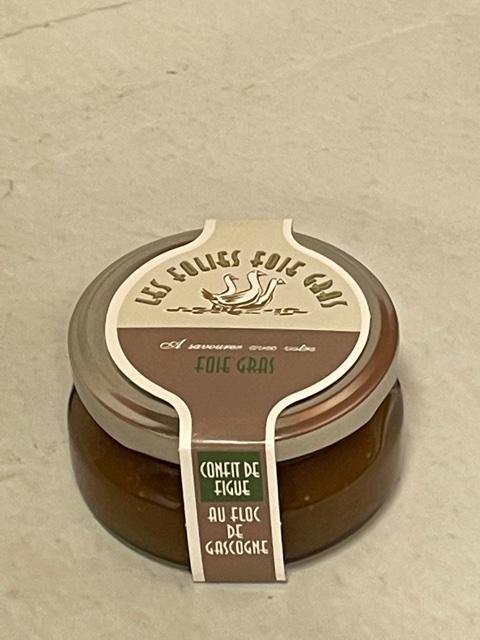 LES FOLIES FOIE GRAS
A savourer avec votre
FOIE GRAS
CONFIT DE
FIGUE
AU FLOC
DE
GASCOGNE